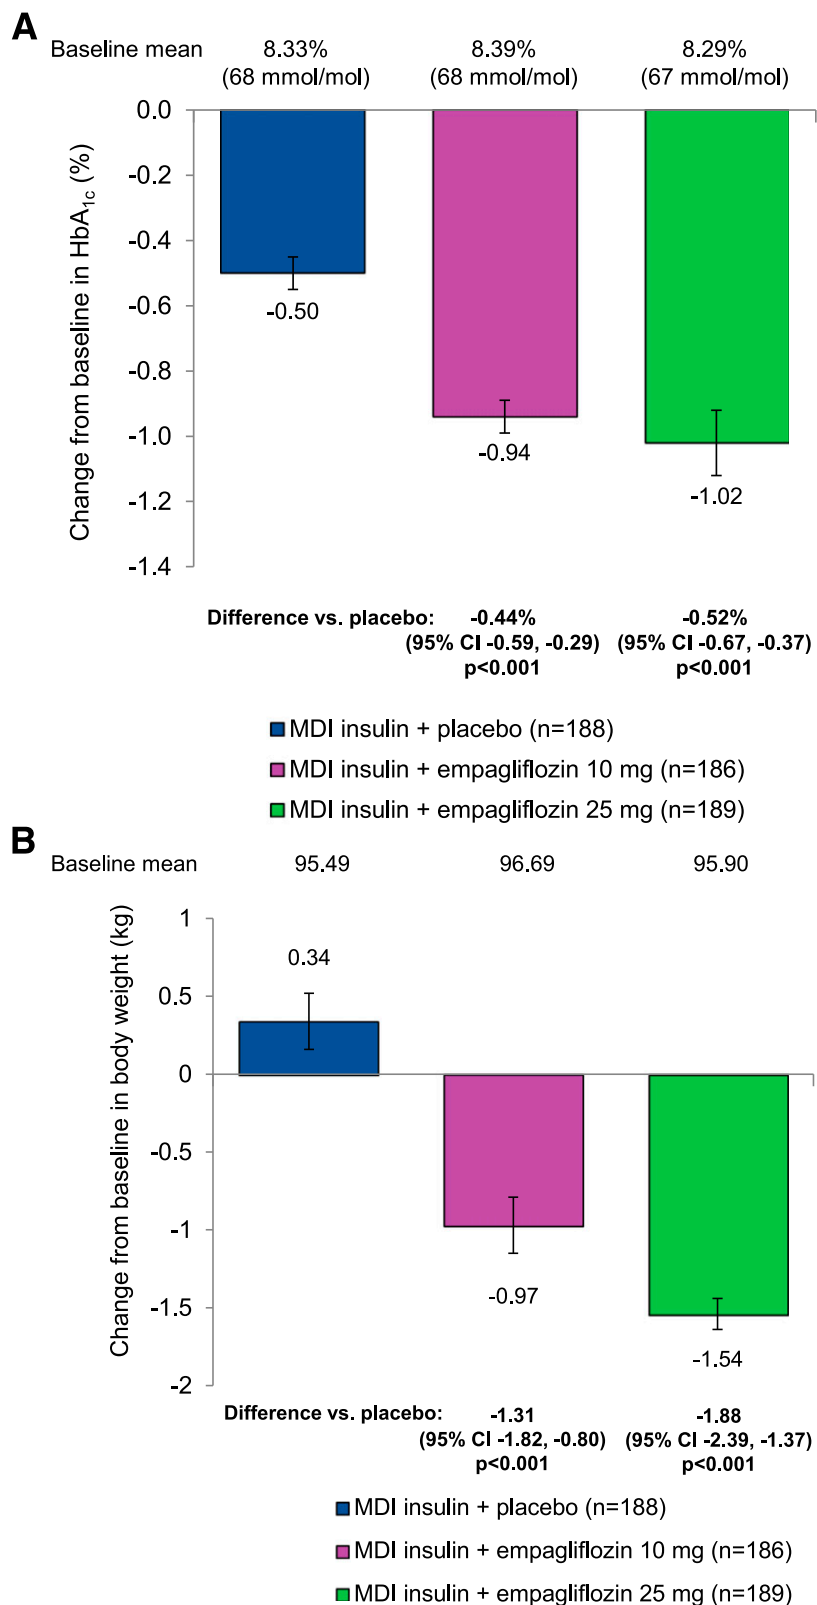 A
Baseline mean 8.33% 8.39% 8.29%
(68 mmol/mol) (68 mmol/mol) (67 mmol/mol)
Change from baseline in HbA1c (%)
0.0
-0.2
-0.4
-0.6
-0.8
-1.0
-1.2
-1.4
-0.50
-0.94
-1.02
Difference vs. placebo: -0.44% -0.52%
(95% CI -0.59, -0.29) (95% CI -0.67, -0.37)
p<0.001 p<0.001
MDI insulin + placebo (n=188)
MDI insulin + empagliflozin 10 mg (n=186)
MDI insulin + empagliflozin 25 mg (n=189)
B
Baseline mean 95.49 96.69 95.90
Change from baseline in body weight (kg)
1
0.5
0
-0.5
-1
-1.5
-2
0.34
-0.97
-1.54
Difference vs. placebo: -1.31 -1.88
(95% CI -1.82, -0.80) (95% CI -2.39, -1.37)
p<0.001 p<0.001
MDI insulin + placebo (n=188)
MDI insulin + empagliflozin 10 mg (n=186)
MDI insulin + empagliflozin 25 mg (n=189)